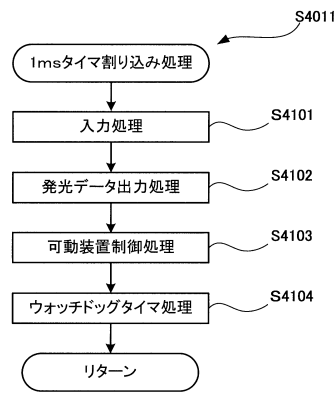 S4011
1msタイマ割り込み処理
入力処理
S4101
発光データ出力処理
S4102
可動装置制御処理
S4103
ウォッチドッグタイマ処理
S4104
リターン